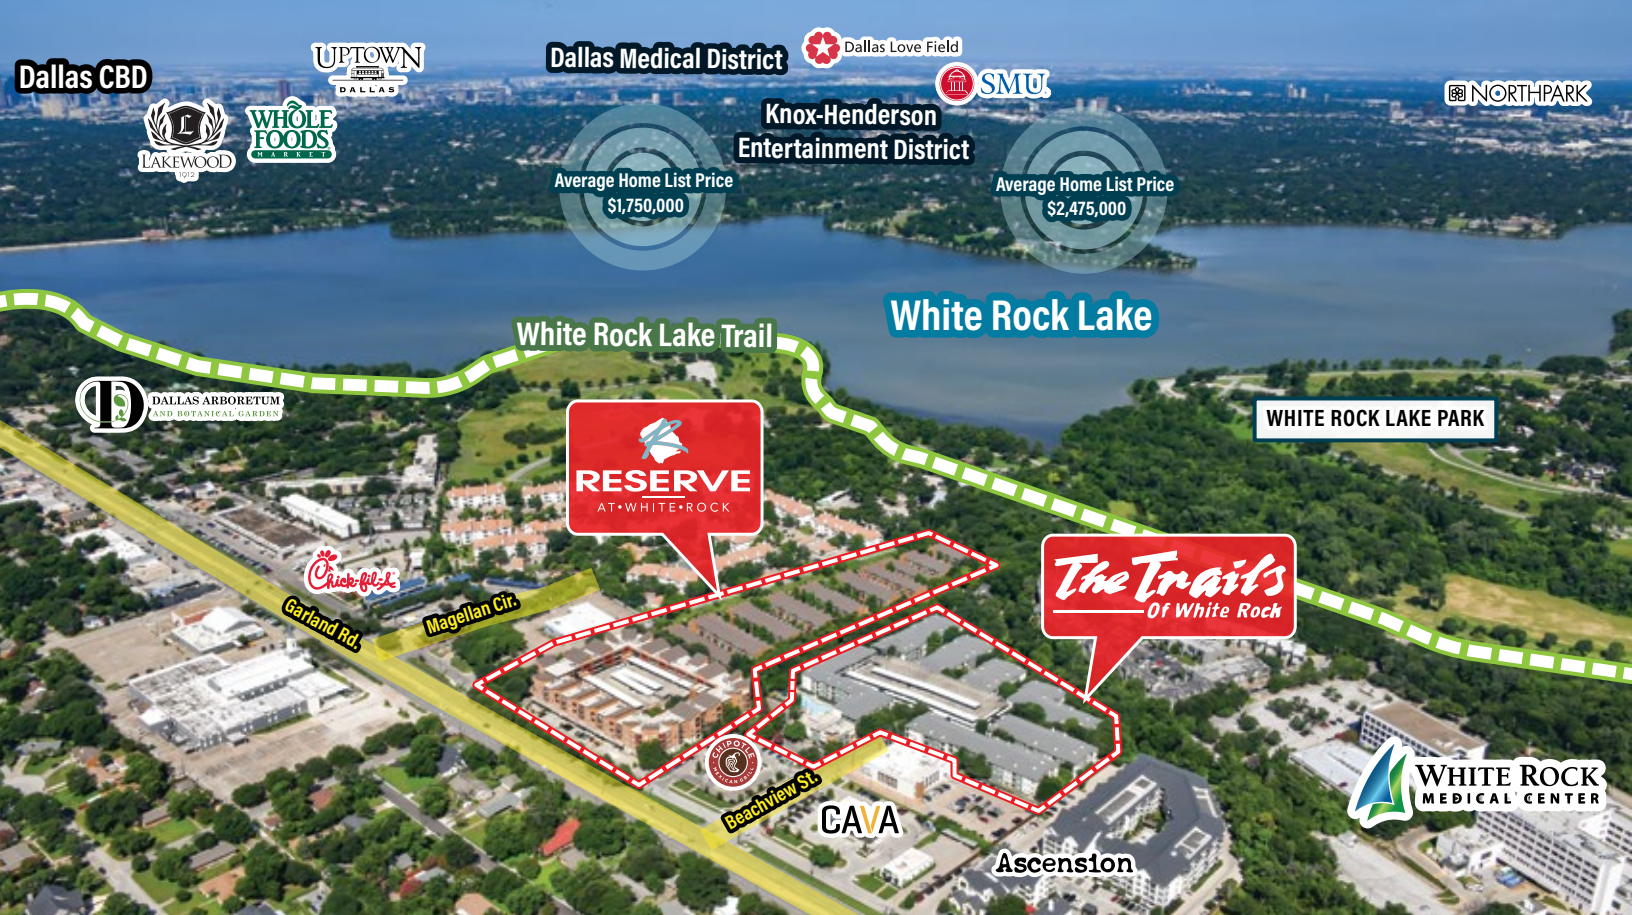 Dallas CBD
UPTOWN
DALLAS
Dallas Medical District
Dallas Love Field
SMU
NORTHPARK
L
LAKEWOOD
1912
WHOLE
FOODS
MARKET
Knox-Henderson
Entertainment District
Average Home List Price
$1,750,000
Average Home List Price
$2,475,000
White Rock Lake
White Rock Lake Trail
D
DALLAS ARBORETUM
AND BOTANICAL GARDEN
WHITE ROCK LAKE PARK
R
RESERVE
AT•WHITE•ROCK
The Trails
Of White Rock
Chick-fil-A
Garland Rd.
Magellan Cir.
CHIPOTLE
MEXICAN GRILL
Beachview St.
CAVA
Ascension
WHITE ROCK
MEDICAL CENTER